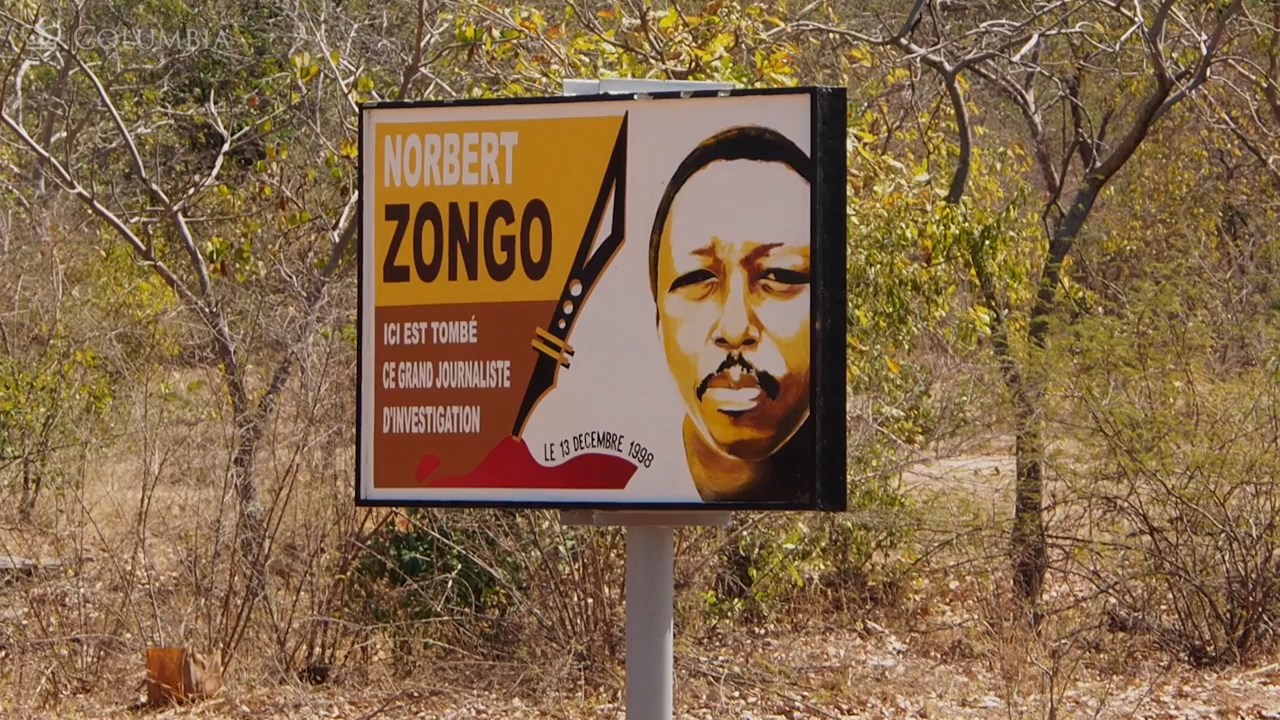 COLUMBIA
NORBERT
ZONGO
ICI EST TOMBÉ
CE GRAND JOURNALISTE
D'INVESTIGATION
LE 13 DECEMBRE 1998